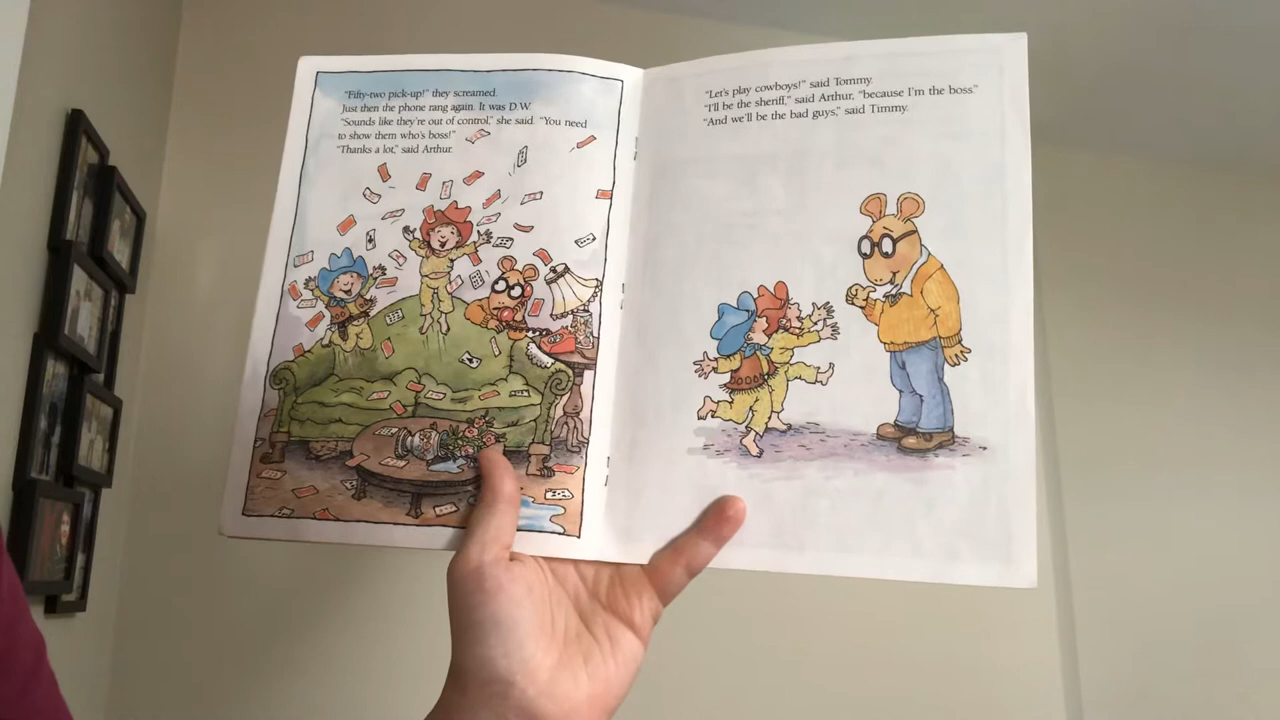 "Fifty-two pick-up!" they screamed.
Just then the phone rang again. It was D.W.
"Sounds like they're out of control," she said. "You need
to show them who's boss!"
"Thanks a lot," said Arthur.
"Let's play cowboys!" said Tommy.
"I'll be the sheriff," said Arthur, "because I'm the boss."
"And we'll be the bad guys," said Timmy.